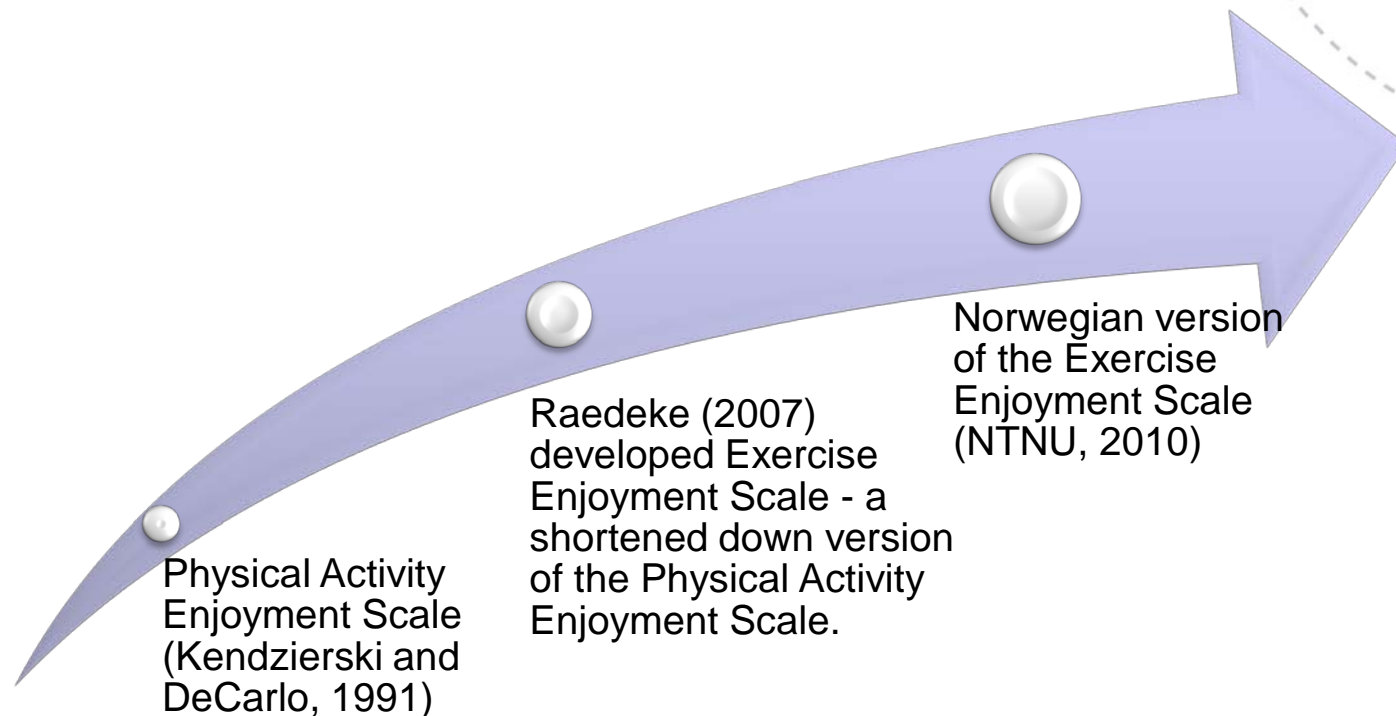 Physical Activity
Enjoyment Scale
(Kendzierski and
DeCarlo, 1991)
Raedeke (2007)
developed Exercise
Enjoyment Scale - a
shortened down version
of the Physical Activity
Enjoyment Scale.
Norwegian version
of the Exercise
Enjoyment Scale
(NTNU, 2010)